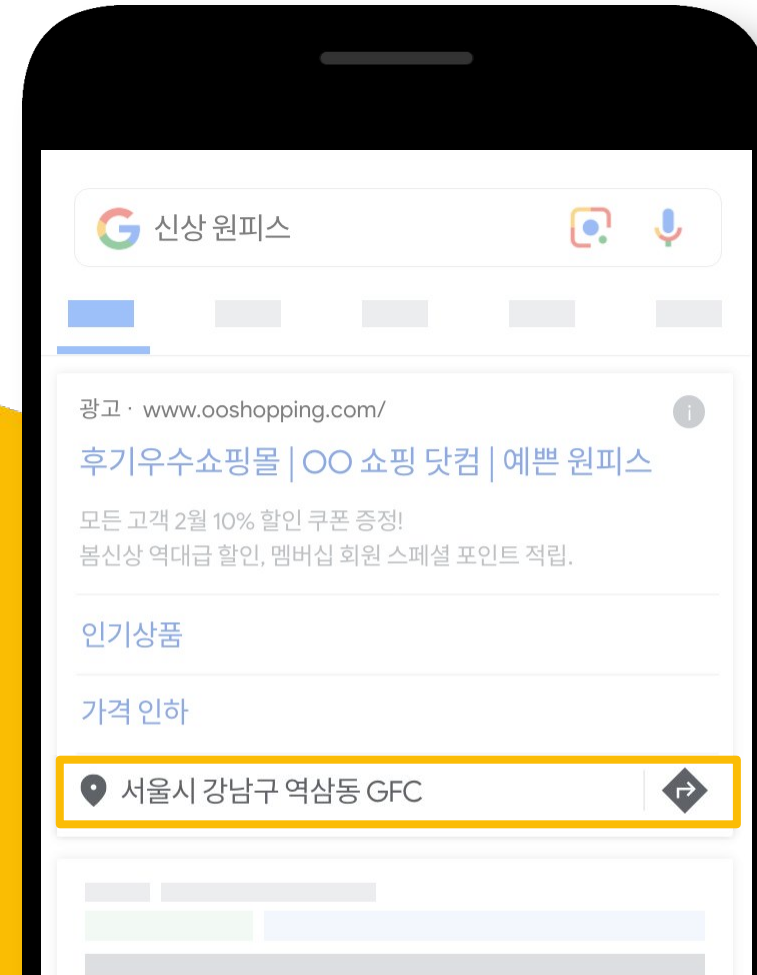 신상 원피스
광고 · www.ooshopping.com/
후기우수쇼핑몰 | OO 쇼핑 닷컴 | 예쁜 원피스
모든 고객 2월 10% 할인 쿠폰 증정!
봄신상 역대급 할인, 멤버십 회원 스페셜 포인트 적립.
인기상품
가격 인하
서울시 강남구 역삼동 GFC